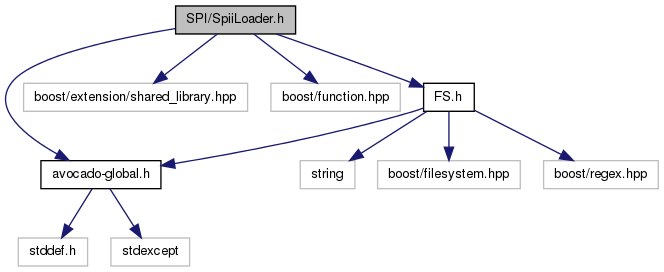 SPI/SpiiLoader.h
boost/extension/shared_library.hpp
boost/function.hpp
FS.h
avocado-global.h
string
boost/filesystem.hpp
boost/regex.hpp
stddef.h
stdexcept